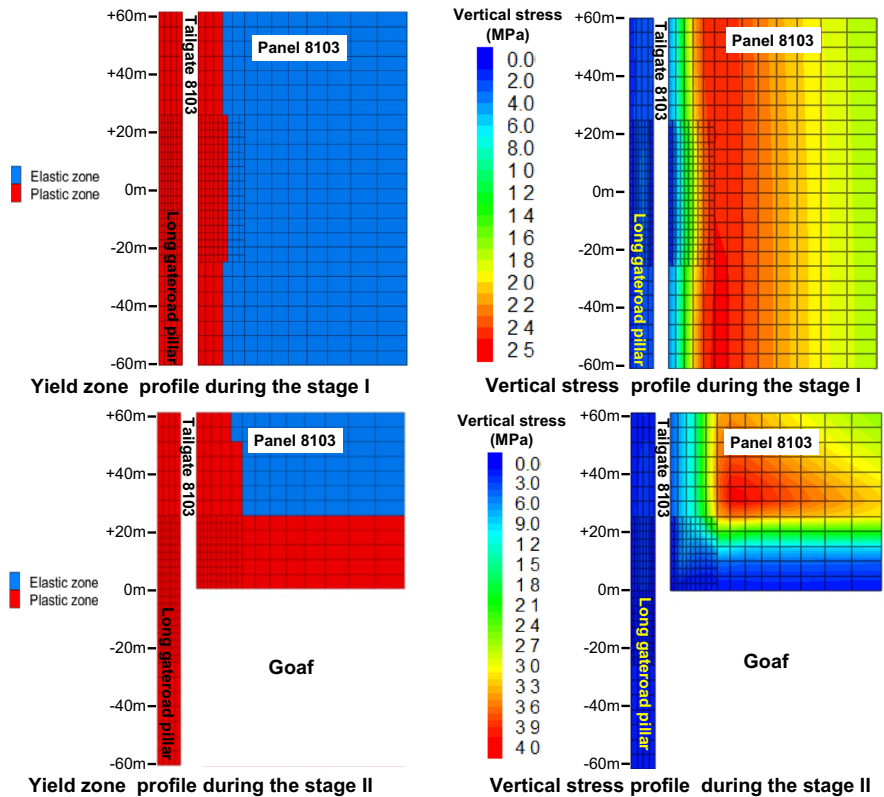 +60m
+40m
+20m
0m
-20m
-40m
-60m
Tailgate 8103
Panel 8103
Long gateroad pillar
Elastic zone
Plastic zone
Yield zone profile during the stage I
Vertical stress
(MPa)
0.0
2.0
4.0
6.0
8.0
10
12
14
16
18
20
22
24
25
+60m
+40m
+20m
0m
-20m
-40m
-60m
Tailgate 8103
Panel 8103
Long gateroad pillar
Vertical stress profile during the stage I
+60m
+40m
+20m
0m
-20m
-40m
-60m
Tailgate 8103
Panel 8103
Long gateroad pillar
Goaf
Elastic zone
Plastic zone
Yield zone profile during the stage II
Vertical stress
(MPa)
0.0
3.0
6.0
9.0
12
15
18
21
24
27
30
33
36
39
40
+60m
+40m
+20m
0m
-20m
-40m
-60m
Tailgate 8103
Panel 8103
Long gateroad pillar
Goaf
Vertical stress profile during the stage II